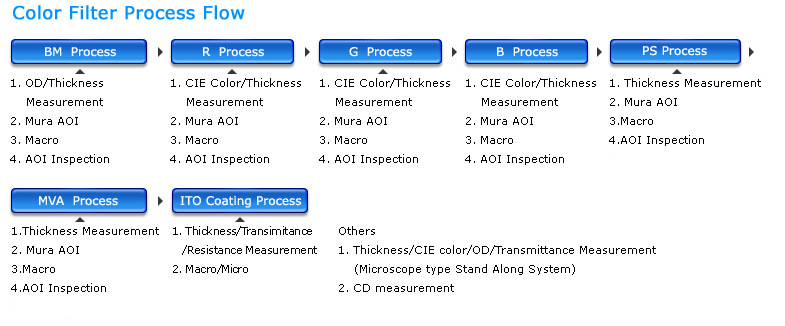 Color Filter Process Flow
BM Process
1. OD/Thickness
Measurement
2. Mura AOI
3. Macro
4. AOI Inspection
R Process
1. CIE Color/Thickness
Measurement
2. Mura AOI
3. Macro
4. AOI Inspection
G Process
1. CIE Color/Thickness
Measurement
2. Mura AOI
3. Macro
4. AOI Inspection
B Process
1. CIE Color/Thickness
Measurement
2. Mura AOI
3. Macro
4. AOI Inspection
PS Process
1. Thickness Measurement
2. Mura AOI
3.Macro
4.AOI Inspection
MVA Process
1.Thickness Measurement
2. Mura AOI
3.Macro
4.AOI Inspection
ITO Coating Process
1. Thickness/Transimitance
/Resistance Measurement
2. Macro/Micro
Others
1. Thickness/CIE color/OD/Transmittance Measurement
(Microscope type Stand Along System)
2. CD measurement